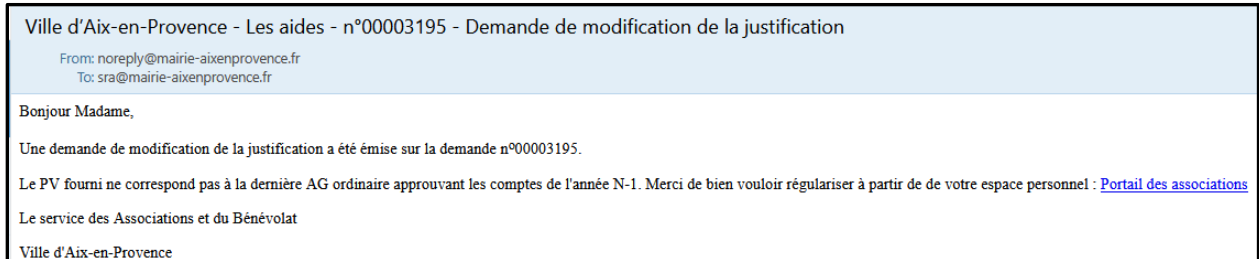 Ville d'Aix-en-Provence - Les aides - n°00003195 - Demande de modification de la justification
From: noreply@mairie-aixenprovence.fr
To: sra@mairie-aixenprovence.fr
Bonjour Madame,
Une demande de modification de la justification a été émise sur la demande n°00003195.
Le PV fourni ne correspond pas à la dernière AG ordinaire approuvant les comptes de l'année N-1. Merci de bien vouloir régulariser à partir de de votre espace personnel : Portail des associations
Le service des Associations et du Bénévolat
Ville d'Aix-en-Provence